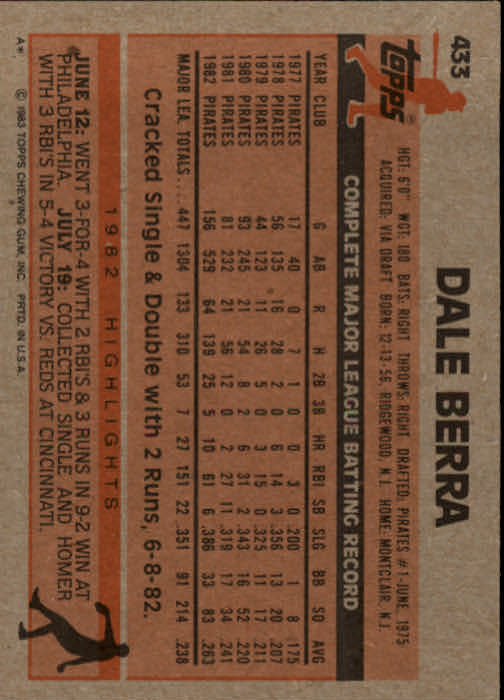 433
topps®
DALE BERRA
HGT: 6'0" WGT: 180 BATS: RIGHT THROWS: RIGHT DRAFTED: PIRATES #1-JUNE 1975
ACQUIRED: VIA DRAFT BORN: 12-13-56, RIDGEWOOD, N.J. HOME: MONTCLAIR, N.J.
COMPLETE MAJOR LEAGUE BATTING RECORD
YEAR CLUB G AB R H 2B 3B HR RBI SB SLG BB SO AVG
1977 PIRATES 17 40 0 7 1 0 0 3 0 .200 1 8 .175
1978 PIRATES 56 135 16 28 2 0 6 14 3 .356 13 20 .207
1979 PIRATES 44 123 11 26 5 0 3 15 0 .325 11 17 .211
1980 PIRATES 93 245 21 54 8 2 6 31 2 .343 16 52 .220
1981 PIRATES 81 232 21 56 12 0 2 27 11 .319 17 34 .241
1982 PIRATES 156 529 64 139 25 5 10 61 6 .386 33 83 .263
MAJOR LEA. TOTALS.... 447 1304 133 310 53 7 27 151 22 .351 91 214 .238
Cracked Single & Double with 2 Runs, 6-8-82.
1982 HIGHLIGHTS
JUNE 12: WENT 3-FOR-4 WITH 2 RBI'S & 3 RUNS IN 9-2 WIN AT
PHILADELPHIA. JULY 19: COLLECTED SINGLE AND HOMER
WITH 3 RBI'S IN 5-4 VICTORY VS. REDS AT CINCINNATI.
A* © 1983 TOPPS CHEWING GUM, INC. PRTD. IN U.S.A.